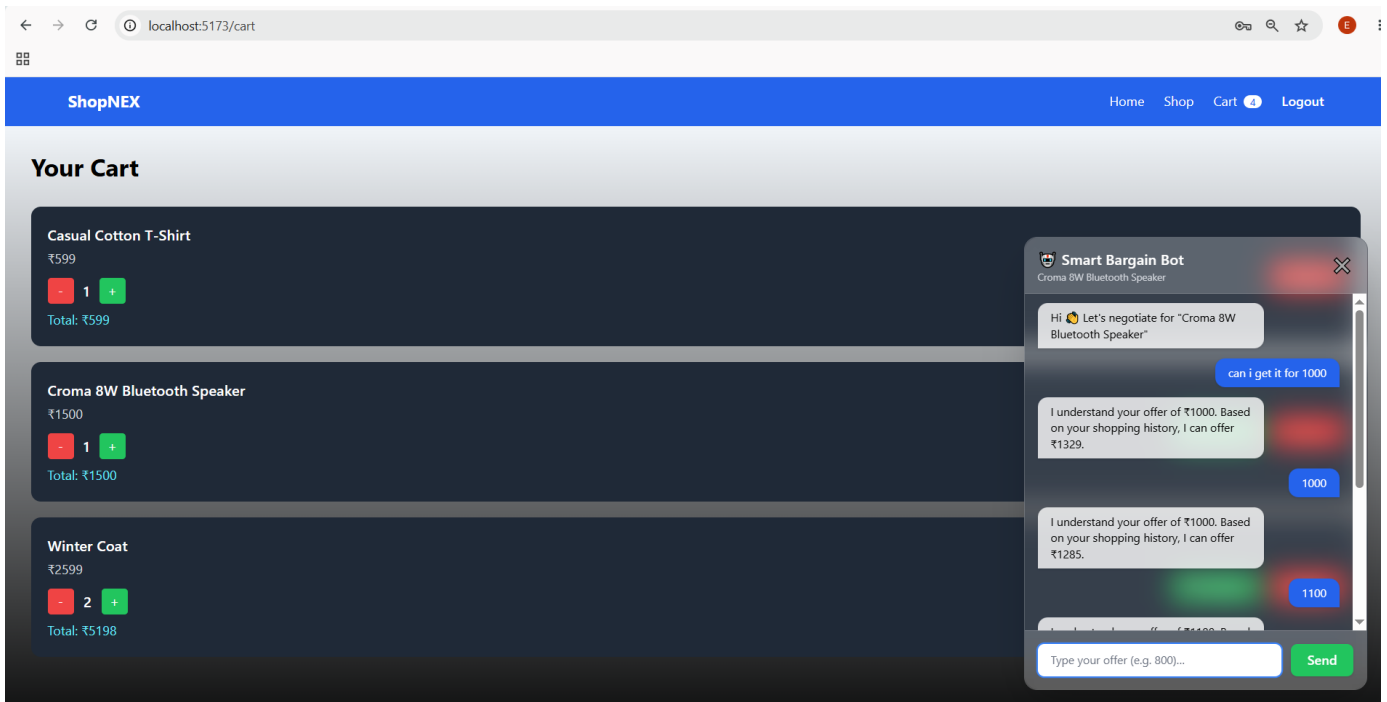 localhost:5173/cart
E
ShopNEX
Home Shop Cart 4 Logout
Your Cart
Casual Cotton T-Shirt
₹599
- 1 +
Total: ₹599
Croma 8W Bluetooth Speaker
₹1500
- 1 +
Total: ₹1500
Winter Coat
₹2599
- 2 +
Total: ₹5198
Smart Bargain Bot
Croma 8W Bluetooth Speaker
Hi 👋 Let's negotiate for "Croma 8W
Bluetooth Speaker"
can i get it for 1000
I understand your offer of ₹1000. Based
on your shopping history, I can offer
₹1329.
1000
I understand your offer of ₹1000. Based
on your shopping history, I can offer
₹1285.
1100
Type your offer (e.g. 800)...
Send